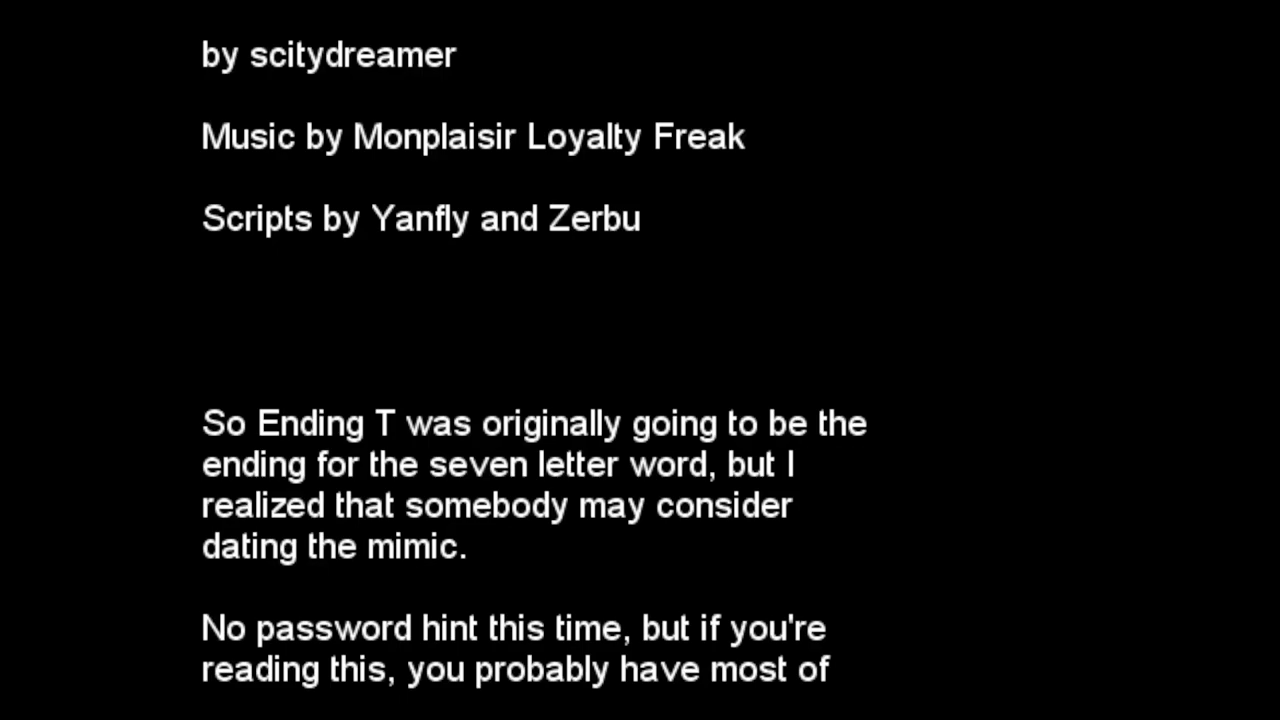 by scitydreamer
Music by Monplaisir Loyalty Freak
Scripts by Yanfly and Zerbu
So Ending T was originally going to be the
ending for the seven letter word, but I
realized that somebody may consider
dating the mimic.
No password hint this time, but if you're
reading this, you probably have most of